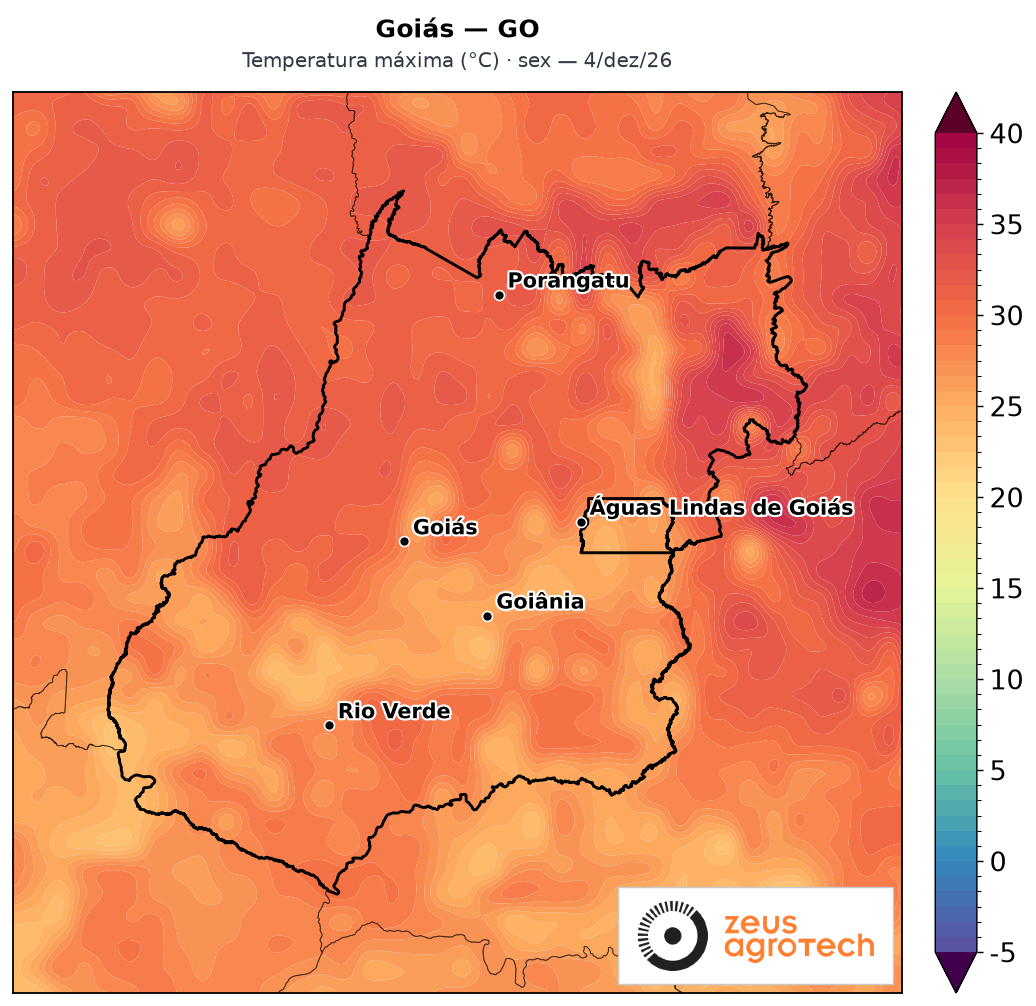 Goiás — GO
Temperatura máxima (°C) · sex — 4/dez/26
40
35
30
25
20
15
10
5
0
-5
Porangatu
Águas Lindas de Goiás
Goiás
Goiânia
Rio Verde
zeus
agrotech